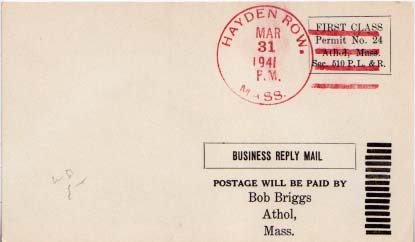 HAYDEN ROW.
MAR
31
1941
P.M.
MASS.
FIRST CLASS
Permit No. 24
Athol, Mass.
Sec. 510 P. L. & R.
BUSINESS REPLY MAIL
POSTAGE WILL BE PAID BY
Bob Briggs
Athol,
Mass.